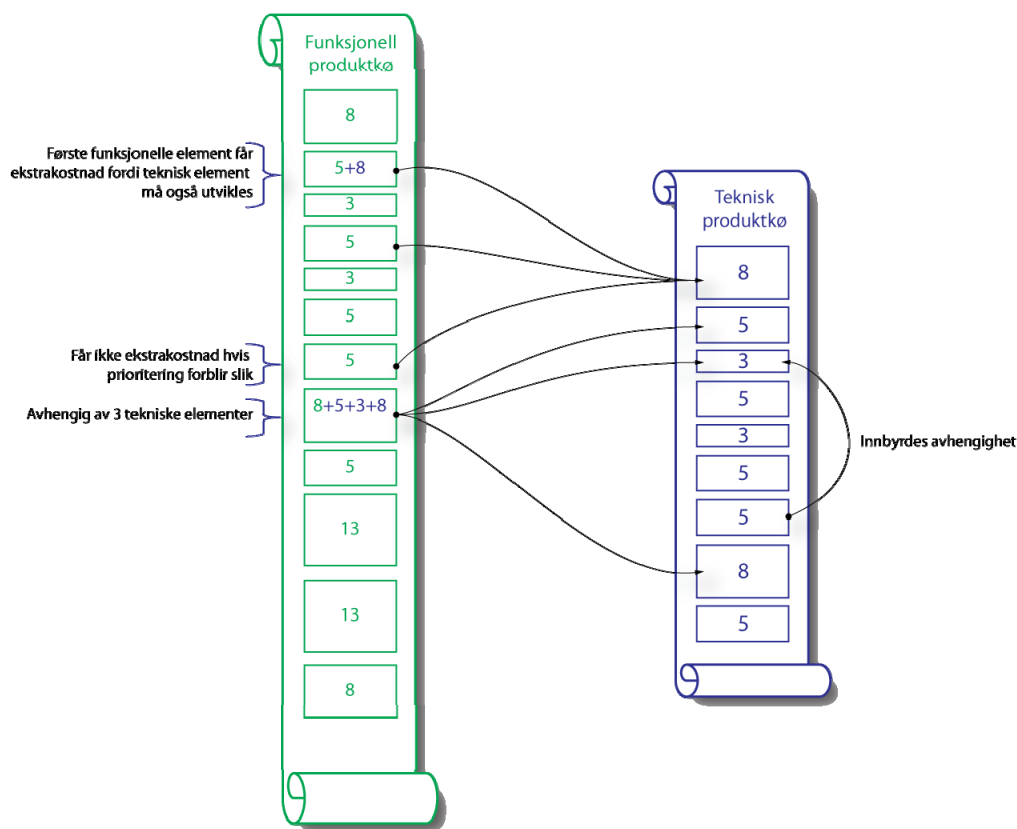 Funksjonell
produktkø
8
Første funksjonelle element får
ekstrakostnad fordi teknisk element
må også utvikles
5+8
3
5
3
5
Får ikke ekstrakostnad hvis
prioritering forblir slik
5
Avhengig av 3 tekniske elementer
8+5+3+8
5
13
13
8
Teknisk
produktkø
8
5
3
5
3
5
5
8
5
Innbyrdes avhengighet